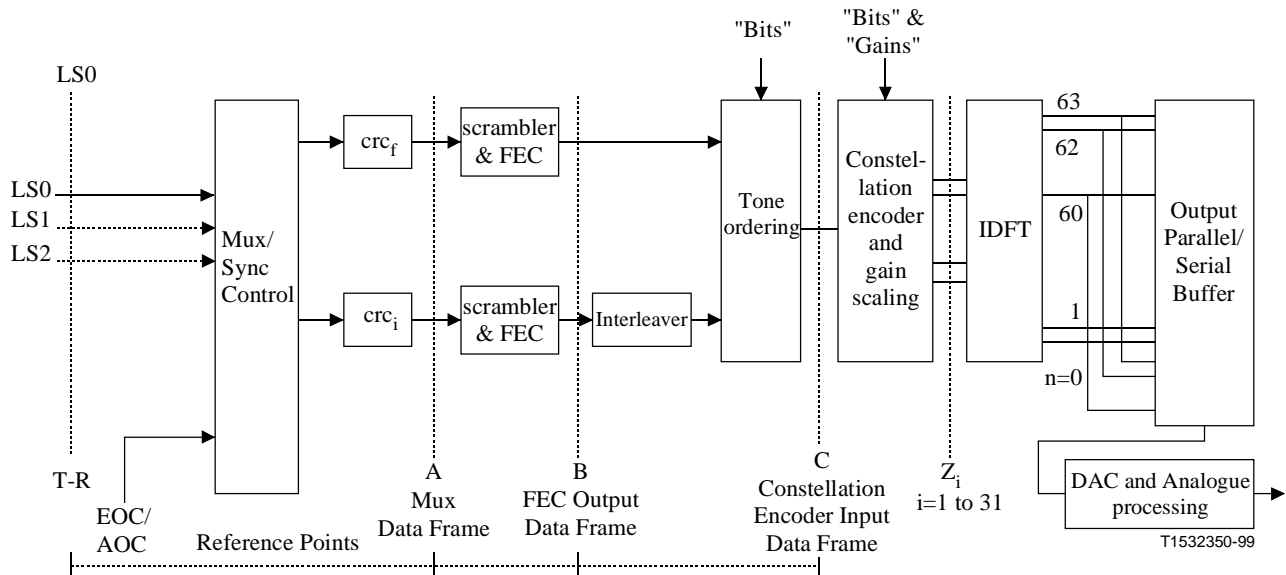 "Bits"
"Bits" &
"Gains"
LS0
63
62
60
1
n=0
LS0
LS1
LS2
Mux/
Sync
Control
crc_f
scrambler
& FEC
crc_i
scrambler
& FEC
Interleaver
Tone
ordering
Constel-
lation
encoder
and
gain
scaling
IDFT
Output
Parallel/
Serial
Buffer
T-R
EOC/
AOC
A
Mux
Data Frame
B
FEC Output
Data Frame
C
Constellation
Encoder Input
Data Frame
Z_i
i=1 to 31
DAC and Analogue
processing
Reference Points
T1532350-99